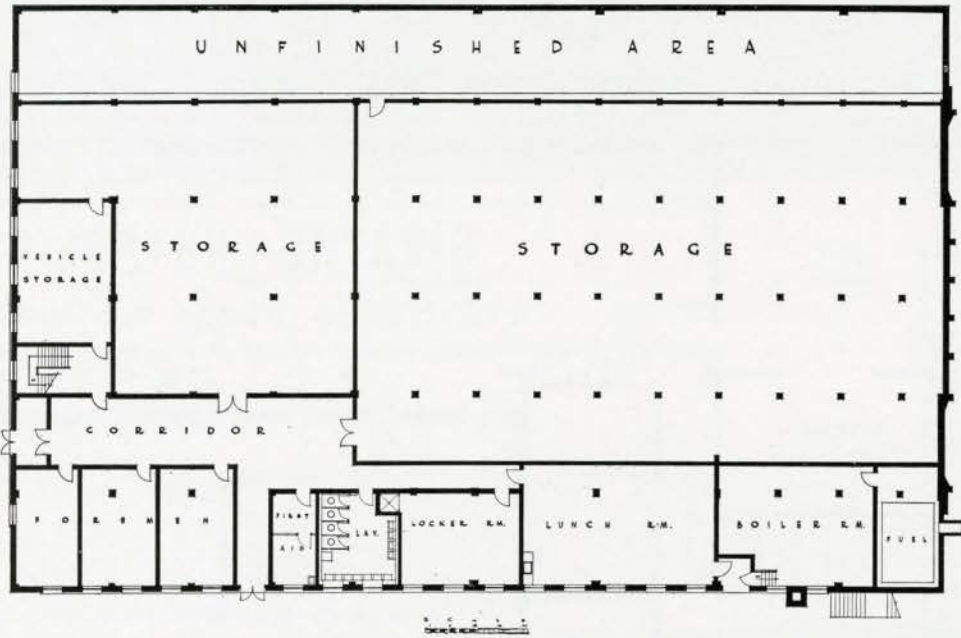 UNFINISHED AREA
VEHICLE
STORAGE
STORAGE
STORAGE
CORRIDOR
FOREMEN
FIRST
AID
LAV.
LOCKER RM.
LUNCH RM.
BOILER RM.
FUEL